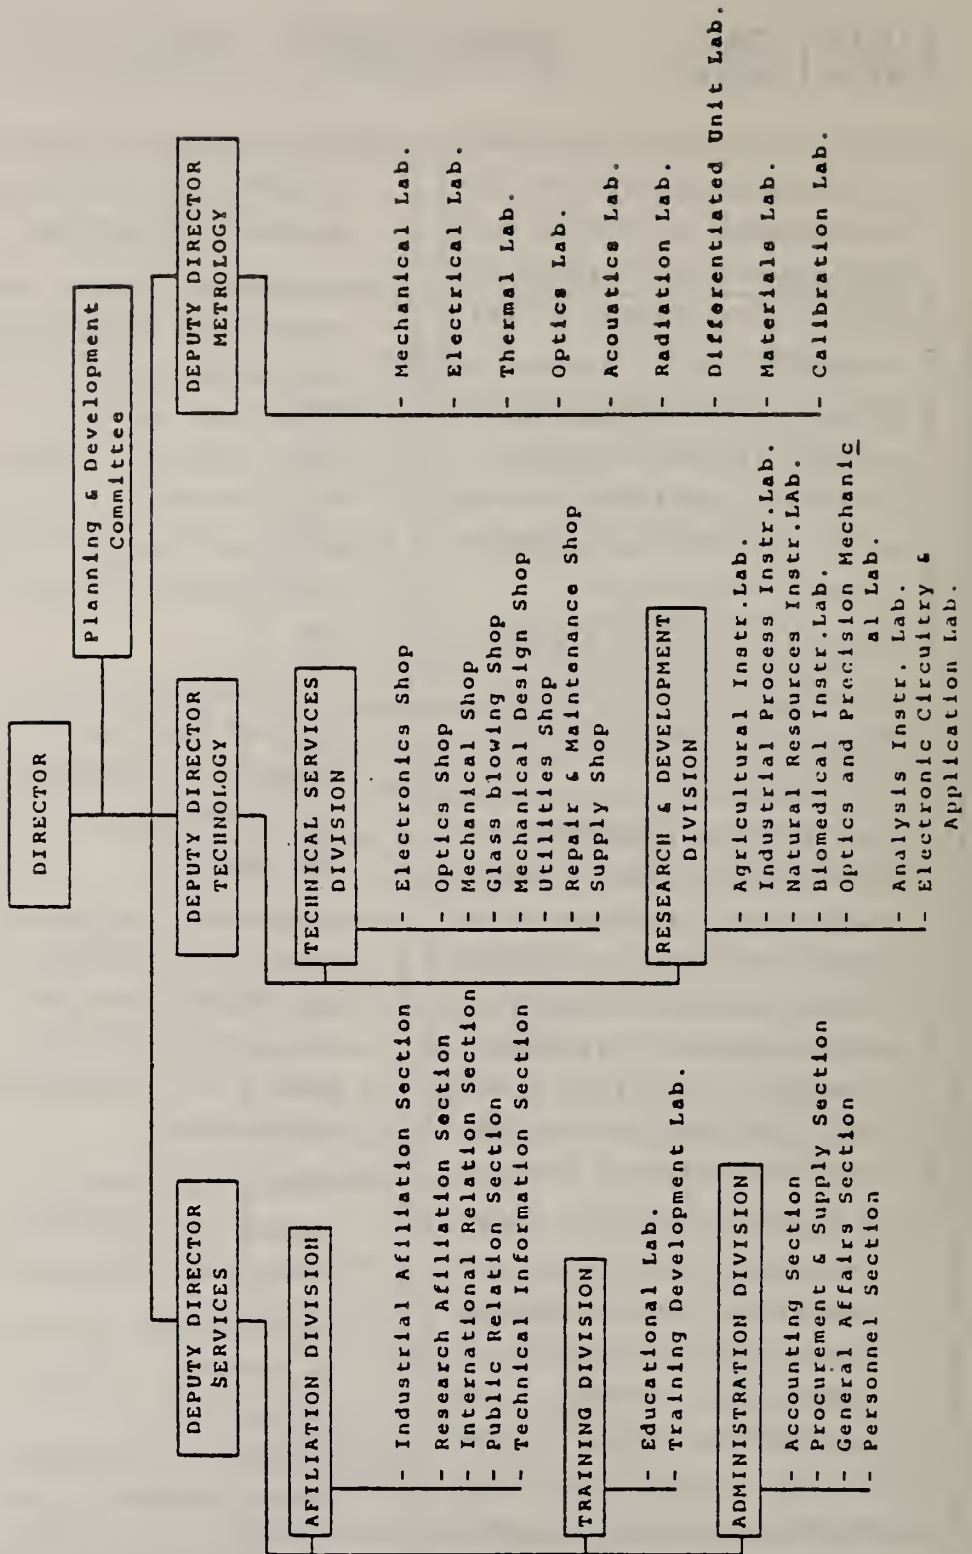 DIRECTOR
Planning & Development
Committee
DEPUTY DIRECTOR
SERVICES
AFILIATION DIVISION
- Industrial Afiliation Section
- Research Afiliation Section
- International Relation Section
- Public Relation Section
- Technical Information Section
TRAINING DIVISION
- Educational Lab.
- Training Development Lab.
ADMINISTRATION DIVISION
- Accounting Section
- Procurement & Supply Section
- General Affairs Section
- Personnel Section
DEPUTY DIRECTOR
TECHNOLOGY
TECHNICAL SERVICES
DIVISION
- Electronics Shop
- Optics Shop
- Mechanical Shop
- Glass blowing Shop
- Mechanical Design Shop
- Utilities Shop
- Repair & Maintenance Shop
- Supply Shop
RESEARCH & DEVELOPMENT
DIVISION
- Agricultural Instr.Lab.
- Industrial Process Instr.Lab.
- Natural Resources Instr.LAb.
- Biomedical Instr.Lab.
- Optics and Precision Mechanic
al Lab.
- Analysis Instr. Lab.
- Electronic Circuitry &
Application Lab.
DEPUTY DIRECTOR
METROLOGY
- Mechanical Lab.
- Electrical Lab.
- Thermal Lab.
- Optics Lab.
- Acouatics Lab.
- Radiation Lab.
- Differentiated Unit Lab.
- Materials Lab.
- Calibration Lab.